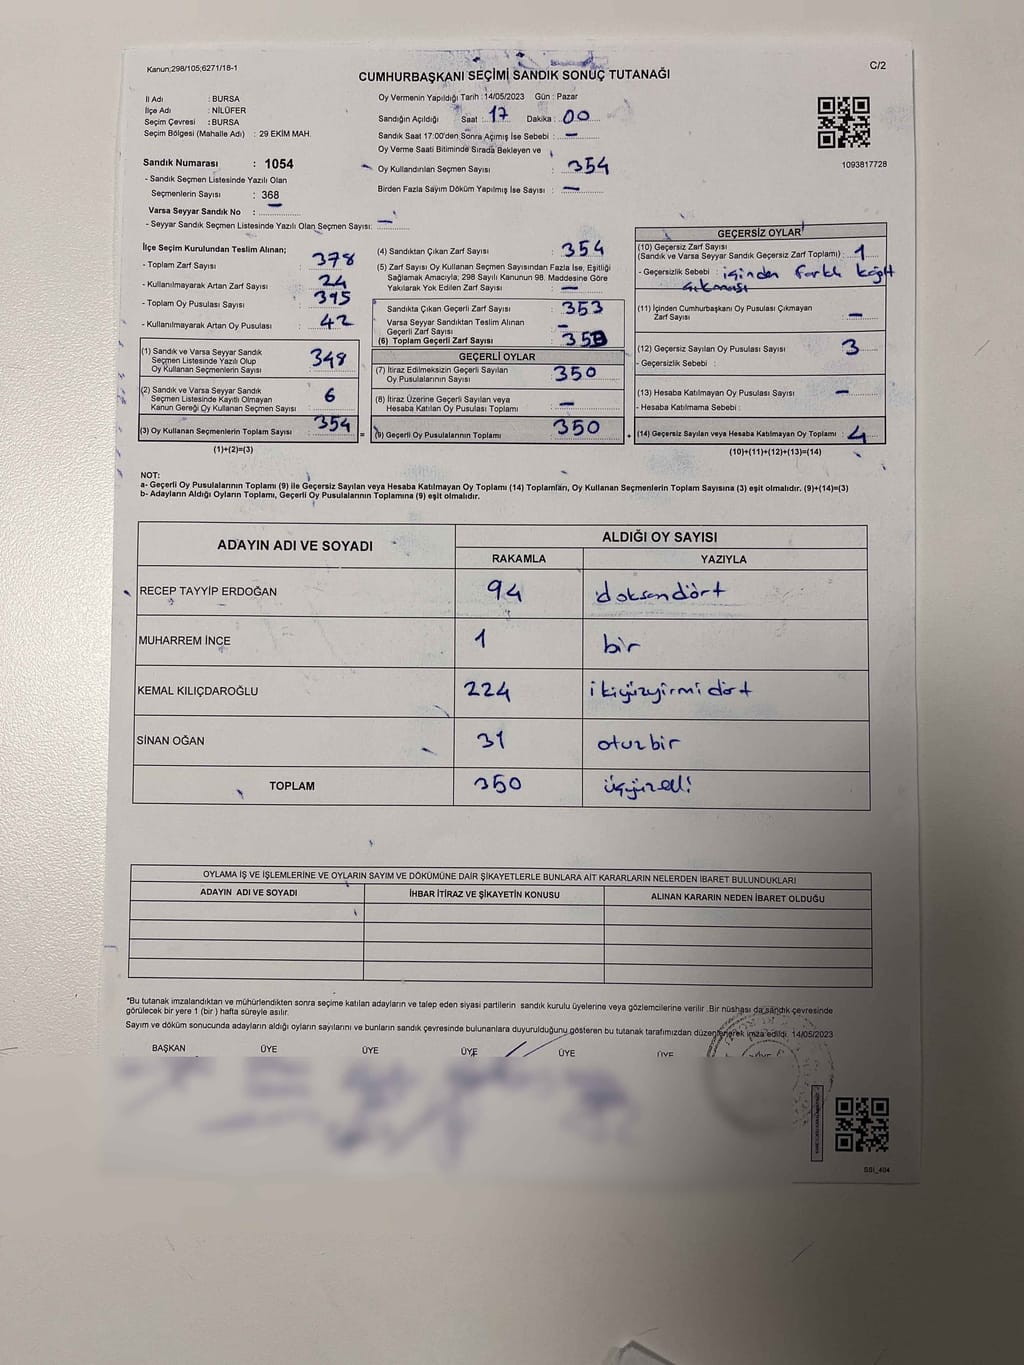 Kanun;298/105;6271/18-1
C/2
CUMHURBAŞKANI SEÇİMİ SANDIK SONUÇ TUTANAĞI
İl Adı : BURSA
İlçe Adı : NİLÜFER
Seçim Çevresi : BURSA
Seçim Bölgesi (Mahalle Adı) : 29 EKİM MAH.
Sandık Numarası : 1054
- Sandık Seçmen Listesinde Yazılı Olan
Seçmenlerin Sayısı : 368
Varsa Seyyar Sandık No :
- Seyyar Sandık Seçmen Listesinde Yazılı Olan Seçmen Sayısı: —
Oy Vermenin Yapıldığı Tarih : 14/05/2023 Gün : Pazar
Sandığın Açıldığı Saat : 17 Dakika : 00
Sandık Saat 17:00'den Sonra Açımış İse Sebebi : —
Oy Verme Saati Bitiminde Sırada Bekleyen ve
Oy Kullandırılan Seçmen Sayısı : 354
Birden Fazla Sayım Döküm Yapılmış İse Sayısı : —
1093817728
İlçe Seçim Kurulundan Teslim Alınan;
- Toplam Zarf Sayısı : 378
- Kullanılmayarak Artan Zarf Sayısı : 24
- Toplam Oy Pusulası Sayısı : 395
- Kullanılmayarak Artan Oy Pusulası : 42
(1) Sandık ve Varsa Seyyar Sandık
Seçmen Listesinde Yazılı Olup
Oy Kullanan Seçmenlerin Sayısı : 348
(2) Sandık ve Varsa Seyyar Sandık
Seçmen Listesinde Kayıtlı Olmayan
Kanun Gereği Oy Kullanan Seçmen Sayısı : 6
(3) Oy Kullanan Seçmenlerin Toplam Sayısı : 354
(1)+(2)=(3)
(4) Sandıktan Çıkan Zarf Sayısı : 354
(5) Zarf Sayısı Oy Kullanan Seçmen Sayısından Fazla İse, Eşitliği
Sağlamak Amacıyla; 298 Sayılı Kanunun 98. Maddesine Göre
Yakılarak Yok Edilen Zarf Sayısı : —
Sandıkta Çıkan Geçerli Zarf Sayısı : 353
Varsa Seyyar Sandıktan Teslim Alınan
Geçerli Zarf Sayısı : —
(6) Toplam Geçerli Zarf Sayısı : 353
GEÇERLİ OYLAR
(7) İtiraz Edilmeksizin Geçerli Sayılan
Oy Pusulalarının Sayısı : 350
(8) İtiraz Üzerine Geçerli Sayılan veya
Hesaba Katılan Oy Pusulası Toplamı : —
= (9) Geçerli Oy Pusulalarının Toplamı : 350
GEÇERSİZ OYLAR
(10) Geçersiz Zarf Sayısı
(Sandık ve Varsa Seyyar Sandık Geçersiz Zarf Toplamı) : 1
- Geçersizlik Sebebi : içinden farklı kağıt
çıkması
(11) İçinden Cumhurbaşkanı Oy Pusulası Çıkmayan
Zarf Sayısı : —
(12) Geçersiz Sayılan Oy Pusulası Sayısı : 3
- Geçersizlik Sebebi :
(13) Hesaba Katılmayan Oy Pusulası Sayısı : —
- Hesaba Katılmama Sebebi :
(14) Geçersiz Sayılan veya Hesaba Katılmayan Oy Toplamı : 4
(10)+(11)+(12)+(13)=(14)
NOT:
a- Geçerli Oy Pusulalarının Toplamı (9) ile Geçersiz Sayılan veya Hesaba Katılmayan Oy Toplamı (14) Toplamları, Oy Kullanan Seçmenlerin Toplam Sayısına (3) eşit olmalıdır. (9)+(14)=(3)
b- Adayların Aldığı Oyların Toplamı, Geçerli Oy Pusulalarının Toplamına (9) eşit olmalıdır.
ADAYIN ADI VE SOYADI
ALDIĞI OY SAYISI
RAKAMLA YAZIYLA
RECEP TAYYİP ERDOĞAN 94 doksandört
MUHARREM İNCE 1 bir
KEMAL KILIÇDAROĞLU 224 ikiyüzyirmidört
SİNAN OĞAN 31 otuzbir
TOPLAM 350 üçyüzelli
OYLAMA İŞ VE İŞLEMLERİNE VE OYLARIN SAYIM VE DÖKÜMÜNE DAİR ŞİKAYETLERLE BUNLARA AİT KARARLARIN NELERDEN İBARET BULUNDUKLARI
ADAYIN ADI VE SOYADI İHBAR İTİRAZ VE ŞİKAYETİN KONUSU ALINAN KARARIN NEDEN İBARET OLDUĞU
*Bu tutanak imzalandıktan ve mühürlendikten sonra seçime katılan adayların ve talep eden siyasi partilerin sandık kurulu üyelerine veya gözlemcilerine verilir. Bir nüshası da sandık çevresinde
görülecek bir yere 1 (bir) hafta süreyle asılır.
Sayım ve döküm sonucunda adayların aldığı oyların sayılarını ve bunların sandık çevresinde bulunanlara duyurulduğunu gösteren bu tutanak tarafımızdan düzenlenerek imza edildi. 14/05/2023
BAŞKAN ÜYE ÜYE ÜYE ÜYE ÜYE
SSI_404